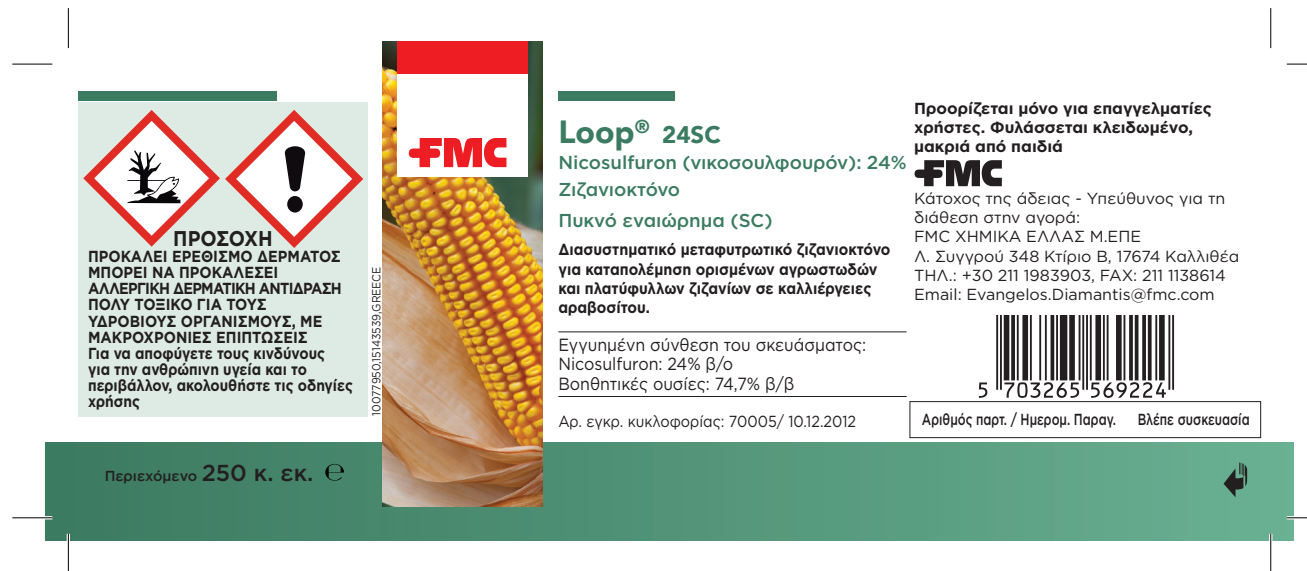 ΠΡΟΣΟΧΗ
ΠΡΟΚΑΛΕΙ ΕΡΕΘΙΣΜΟ ΔΕΡΜΑΤΟΣ
ΜΠΟΡΕΙ ΝΑ ΠΡΟΚΑΛΕΣΕΙ
ΑΛΛΕΡΓΙΚΗ ΔΕΡΜΑΤΙΚΗ ΑΝΤΙΔΡΑΣΗ
ΠΟΛΥ ΤΟΞΙΚΟ ΓΙΑ ΤΟΥΣ
ΥΔΡΟΒΙΟΥΣ ΟΡΓΑΝΙΣΜΟΥΣ, ΜΕ
ΜΑΚΡΟΧΡΟΝΙΕΣ ΕΠΙΠΤΩΣΕΙΣ
Για να αποφύγετε τους κινδύνους
για την ανθρώπινη υγεία και το
περιβάλλον, ακολουθήστε τις οδηγίες
χρήσης
Περιεχόμενο 250 κ. εκ. ℮
10077950,15143539,GREECE
FMC
Loop® 24SC
Nicosulfuron (νικοσουλφουρόν): 24%
Ζιζανιοκτόνο
Πυκνό εναιώρημα (SC)
Διασυστηματικό μεταφυτρωτικό ζιζανιοκτόνο
για καταπολέμηση ορισμένων αγρωστωδών
και πλατύφυλλων ζιζανίων σε καλλιέργειες
αραβοσίτου.
Εγγυημένη σύνθεση του σκευάσματος:
Nicosulfuron: 24% β/ο
Βοηθητικές ουσίες: 74,7% β/β
Αρ. εγκρ. κυκλοφορίας: 70005/ 10.12.2012
Προορίζεται μόνο για επαγγελματίες
χρήστες. Φυλάσσεται κλειδωμένο,
μακριά από παιδιά
FMC
Κάτοχος της άδειας - Υπεύθυνος για τη
διάθεση στην αγορά:
FMC ΧΗΜΙΚΑ ΕΛΛΑΣ Μ.ΕΠΕ
Λ. Συγγρού 348 Κτίριο Β, 17674 Καλλιθέα
ΤΗΛ.: +30 211 1983903, FAX: 211 1138614
Email: Evangelos.Diamantis@fmc.com
5 703265 569224
Αριθμός παρτ. / Ημερομ. Παραγ. Βλέπε συσκευασία